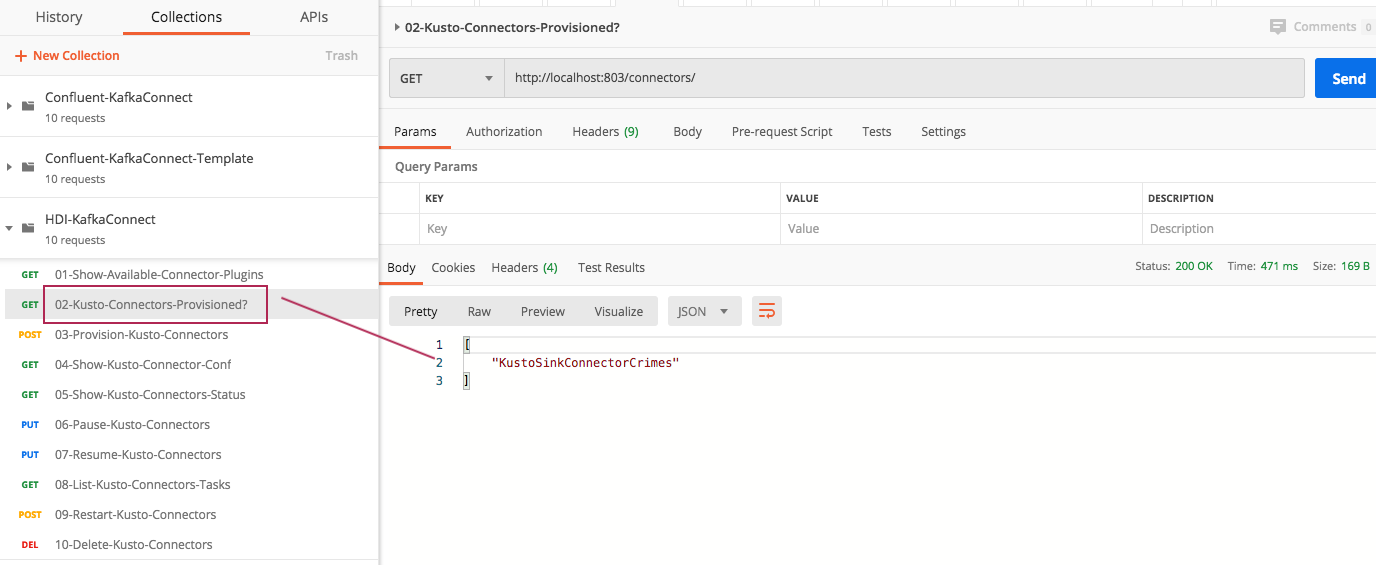 History Collections APIs
New Collection Trash
Confluent-KafkaConnect
10 requests
Confluent-KafkaConnect-Template
10 requests
HDI-KafkaConnect
10 requests
GET 01-Show-Available-Connector-Plugins
GET 02-Kusto-Connectors-Provisioned?
POST 03-Provision-Kusto-Connectors
GET 04-Show-Kusto-Connector-Conf
GET 05-Show-Kusto-Connectors-Status
PUT 06-Pause-Kusto-Connectors
PUT 07-Resume-Kusto-Connectors
GET 08-List-Kusto-Connectors-Tasks
POST 09-Restart-Kusto-Connectors
DEL 10-Delete-Kusto-Connectors
02-Kusto-Connectors-Provisioned? Comments 0
GET http://localhost:803/connectors/ Send
Params Authorization Headers (9) Body Pre-request Script Tests Settings
Query Params
KEY VALUE DESCRIPTION
Key Value Description
Body Cookies Headers (4) Test Results Status: 200 OK Time: 471 ms Size: 169 B
Pretty Raw Preview Visualize JSON
1 [
2 "KustoSinkConnectorCrimes"
3 ]